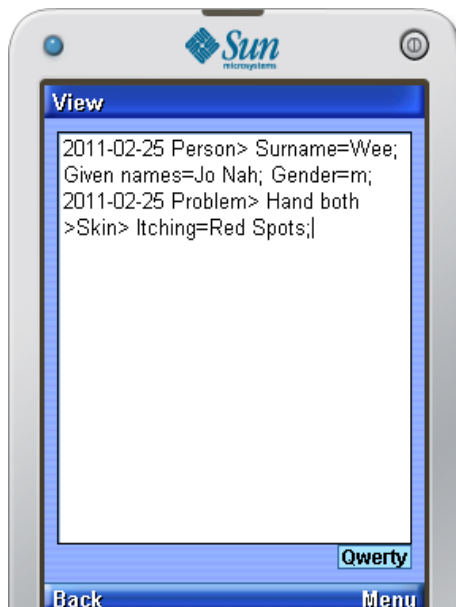 Sun
microsystems
View
2011-02-25 Person> Surname=Wee;
Given names=Jo Nah; Gender=m;
2011-02-25 Problem> Hand both
>Skin> Itching=Red Spots;
Qwerty
Back Menu